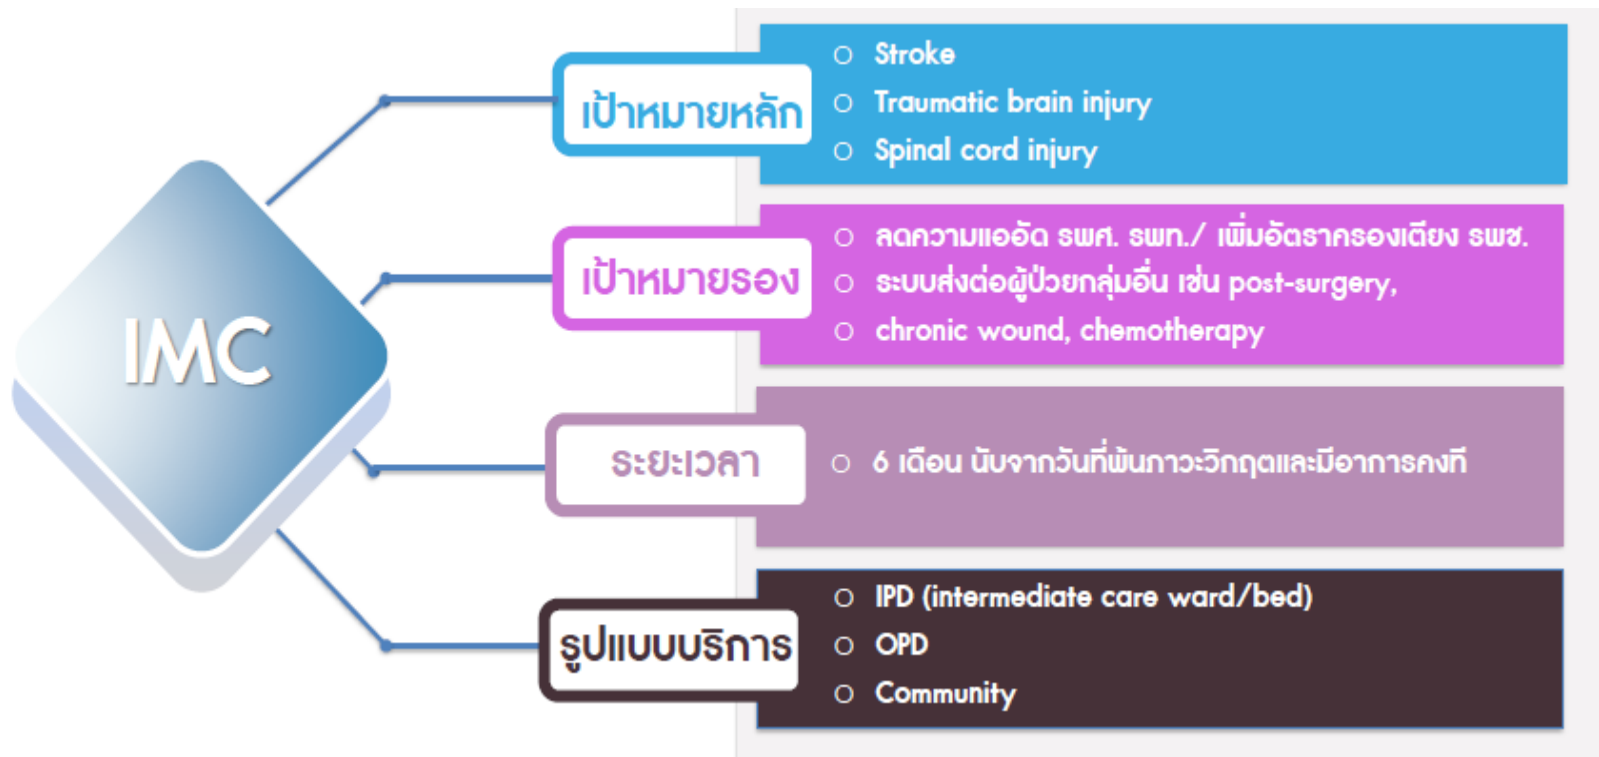 IMC
เป้าหมายหลัก
Stroke
Traumatic brain injury
Spinal cord injury
เป้าหมายรอง
ลดความแออัด รพศ. รพท./ เพิ่มอัตราครองเตียง รพช.
ระบบส่งต่อผู้ป่วยกลุ่มอื่น เช่น post-surgery,
chronic wound, chemotherapy
ระยะเวลา
6 เดือน นับจากวันที่พ้นภาวะวิกฤตและมีอาการคงที
รูปแบบบริการ
IPD (intermediate care ward/bed)
OPD
Community